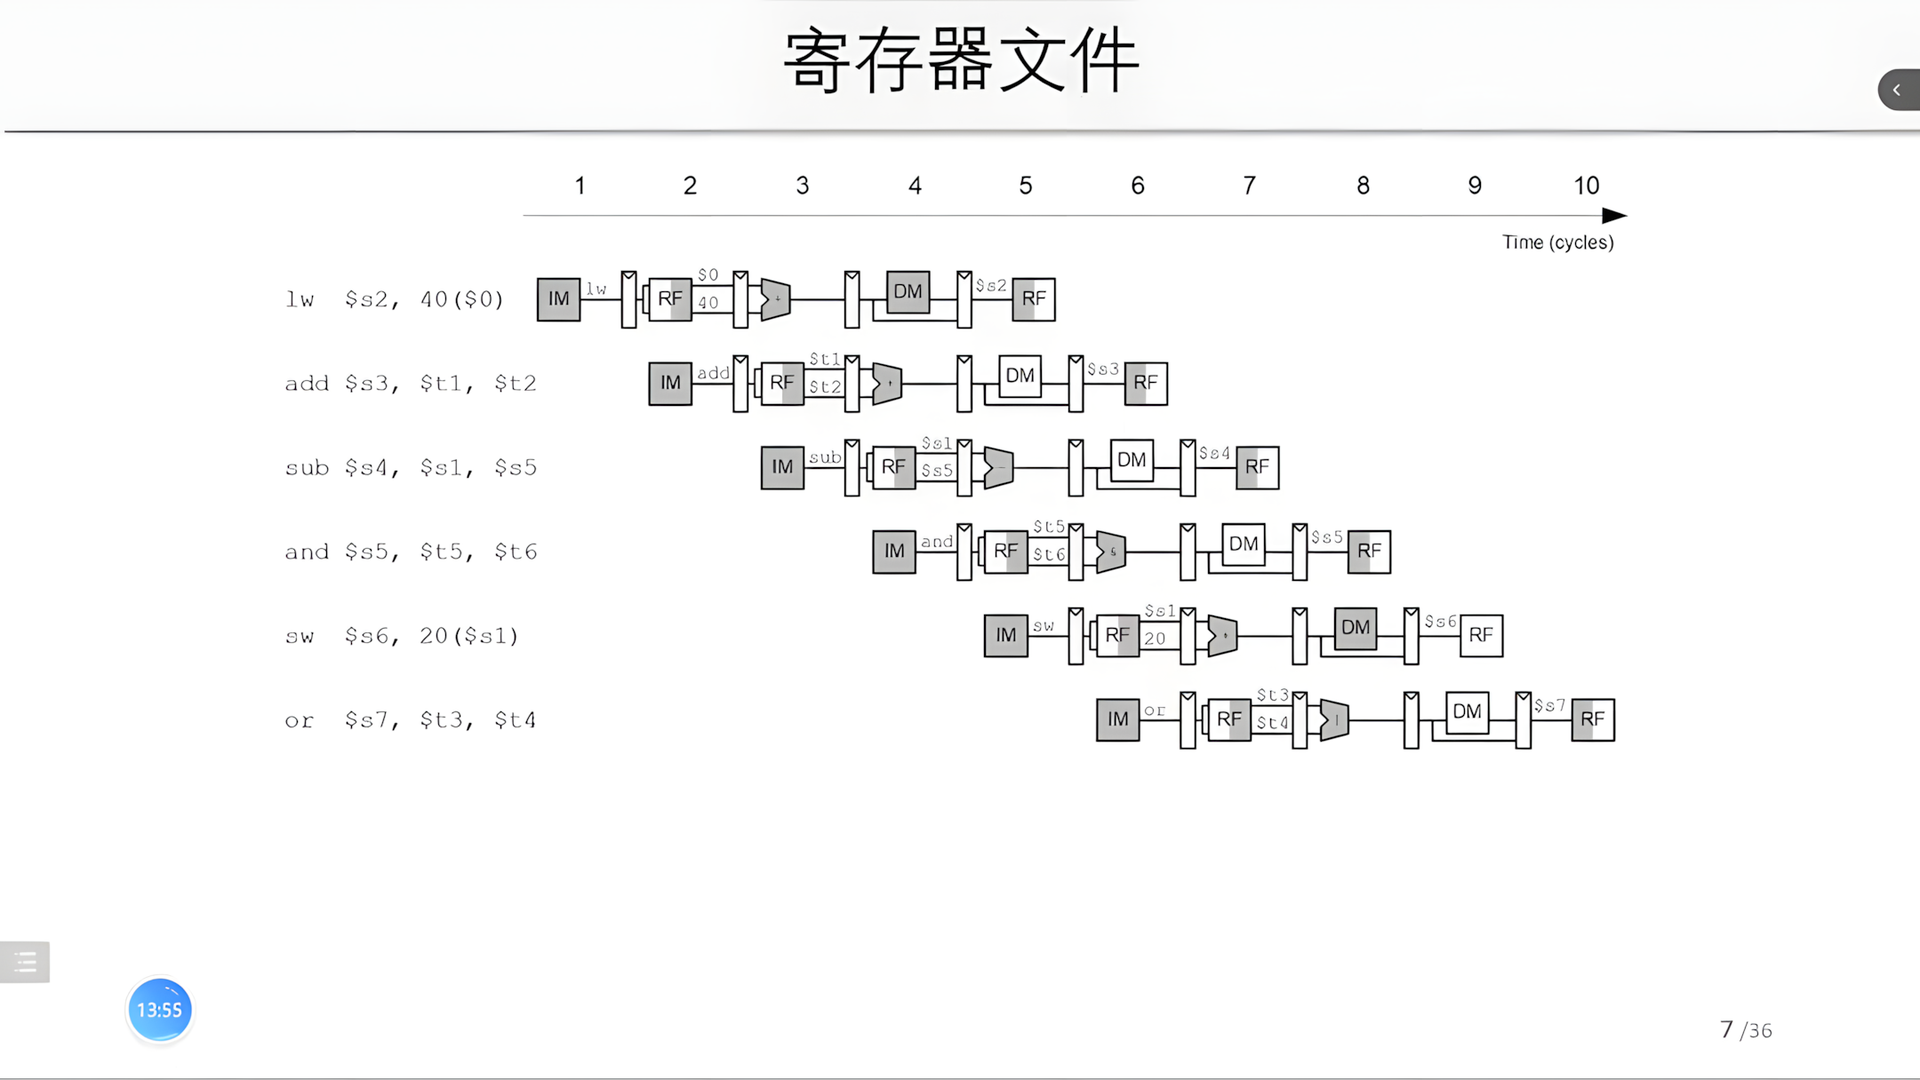 寄存器文件
1 2 3 4 5 6 7 8 9 10
Time (cycles)
lw $s2, 40($0) IM lw RF $0 40 + DM $s2 RF
add $s3, $t1, $t2 IM add RF $t1 $t2 + DM $s3 RF
sub $s4, $s1, $s5 IM sub RF $s1 $s5 - DM $s4 RF
and $s5, $t5, $t6 IM and RF $t5 $t6 & DM $s5 RF
sw $s6, 20($s1) IM sw RF $s1 20 + DM $s6 RF
or $s7, $t3, $t4 IM or RF $t3 $t4 | DM $s7 RF
13:55
7 /36